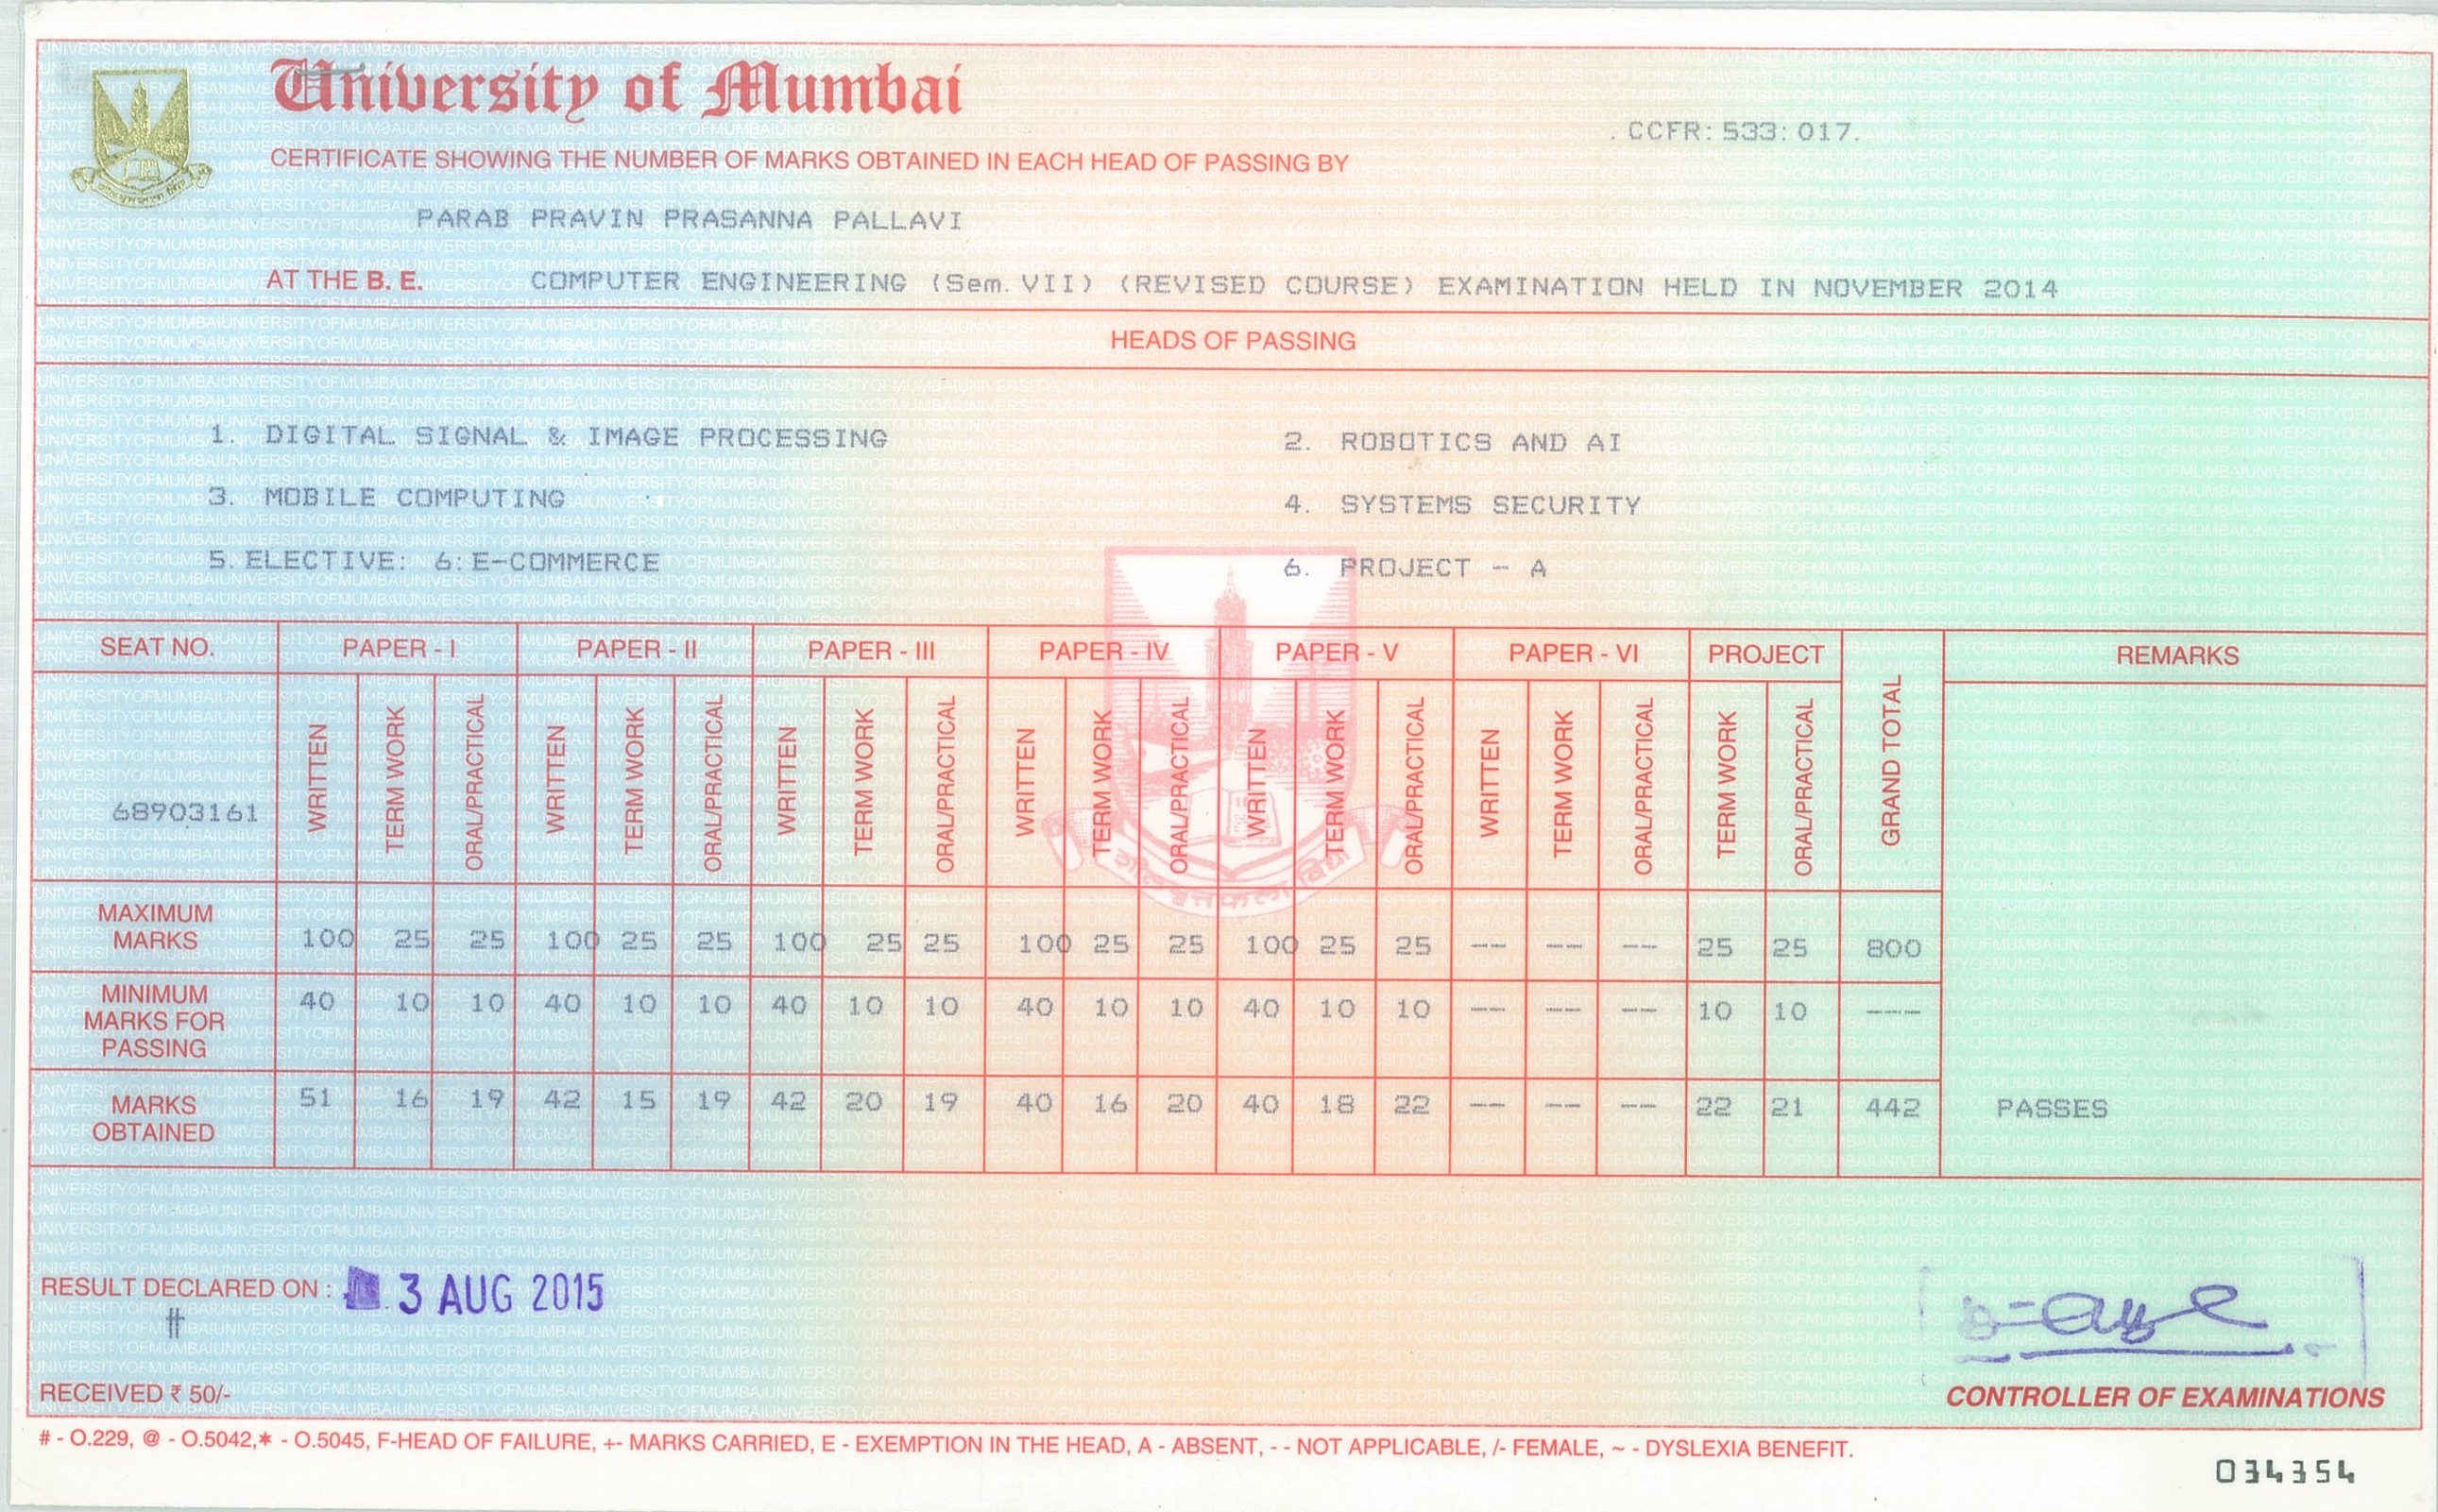 University of Mumbai
. CCFR: 533: 017.
CERTIFICATE SHOWING THE NUMBER OF MARKS OBTAINED IN EACH HEAD OF PASSING BY
PARAB PRAVIN PRASANNA PALLAVI
AT THE B. E. COMPUTER ENGINEERING (Sem. VII) (REVISED COURSE) EXAMINATION HELD IN NOVEMBER 2014
HEADS OF PASSING
1. DIGITAL SIGNAL & IMAGE PROCESSING 2. ROBOTICS AND AI
3. MOBILE COMPUTING 4. SYSTEMS SECURITY
5. ELECTIVE: 6: E-COMMERCE 6. PROJECT - A
SEAT NO. PAPER - I PAPER - II PAPER - III PAPER - IV PAPER - V PAPER - VI PROJECT GRAND TOTAL REMARKS
68903161 WRITTEN TERM WORK ORAL/PRACTICAL WRITTEN TERM WORK ORAL/PRACTICAL WRITTEN TERM WORK ORAL/PRACTICAL WRITTEN TERM WORK ORAL/PRACTICAL WRITTEN TERM WORK ORAL/PRACTICAL WRITTEN TERM WORK ORAL/PRACTICAL TERM WORK ORAL/PRACTICAL
MAXIMUM MARKS 100 25 25 100 25 25 100 25 25 100 25 25 100 25 25 -- -- -- 25 25 800
MINIMUM MARKS FOR PASSING 40 10 10 40 10 10 40 10 10 40 10 10 40 10 10 -- -- -- 10 10 ---
MARKS OBTAINED 51 16 19 42 15 19 42 20 19 40 16 20 40 18 22 -- -- -- 22 21 442 PASSES
RESULT DECLARED ON : 3 AUG 2015
#
RECEIVED ₹ 50/-
CONTROLLER OF EXAMINATIONS
# - O.229, @ - O.5042,* - O.5045, F-HEAD OF FAILURE, +- MARKS CARRIED, E - EXEMPTION IN THE HEAD, A - ABSENT, - - NOT APPLICABLE, /- FEMALE, ~ - DYSLEXIA BENEFIT.
034354